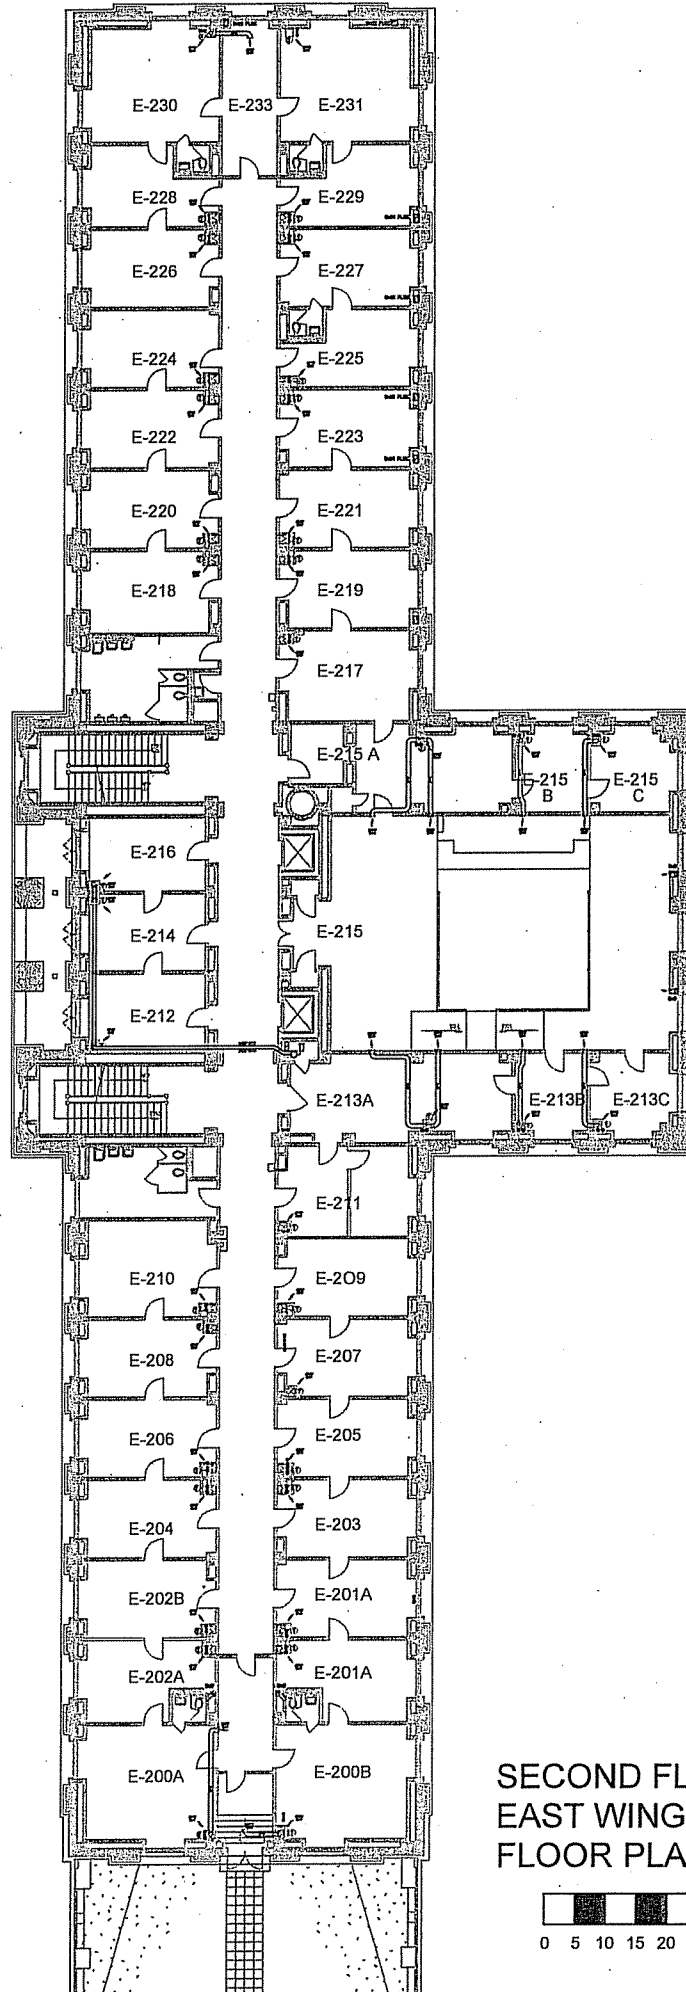 E-230 E-233 E-231
E-228 E-229
E-226 E-227
E-224 E-225
E-222 E-223
E-220 E-221
E-218 E-219
E-217
E-215 A E-215 B E-215 C
E-216
E-214 E-215
E-212
E-213A E-213B E-213C
E-211
E-210 E-2O9
E-208 E-207
E-206 E-205
E-204 E-203
E-202B E-201A
E-202A E-201A
E-200A E-200B
SECOND FL
EAST WING
FLOOR PLA
0 5 10 15 20